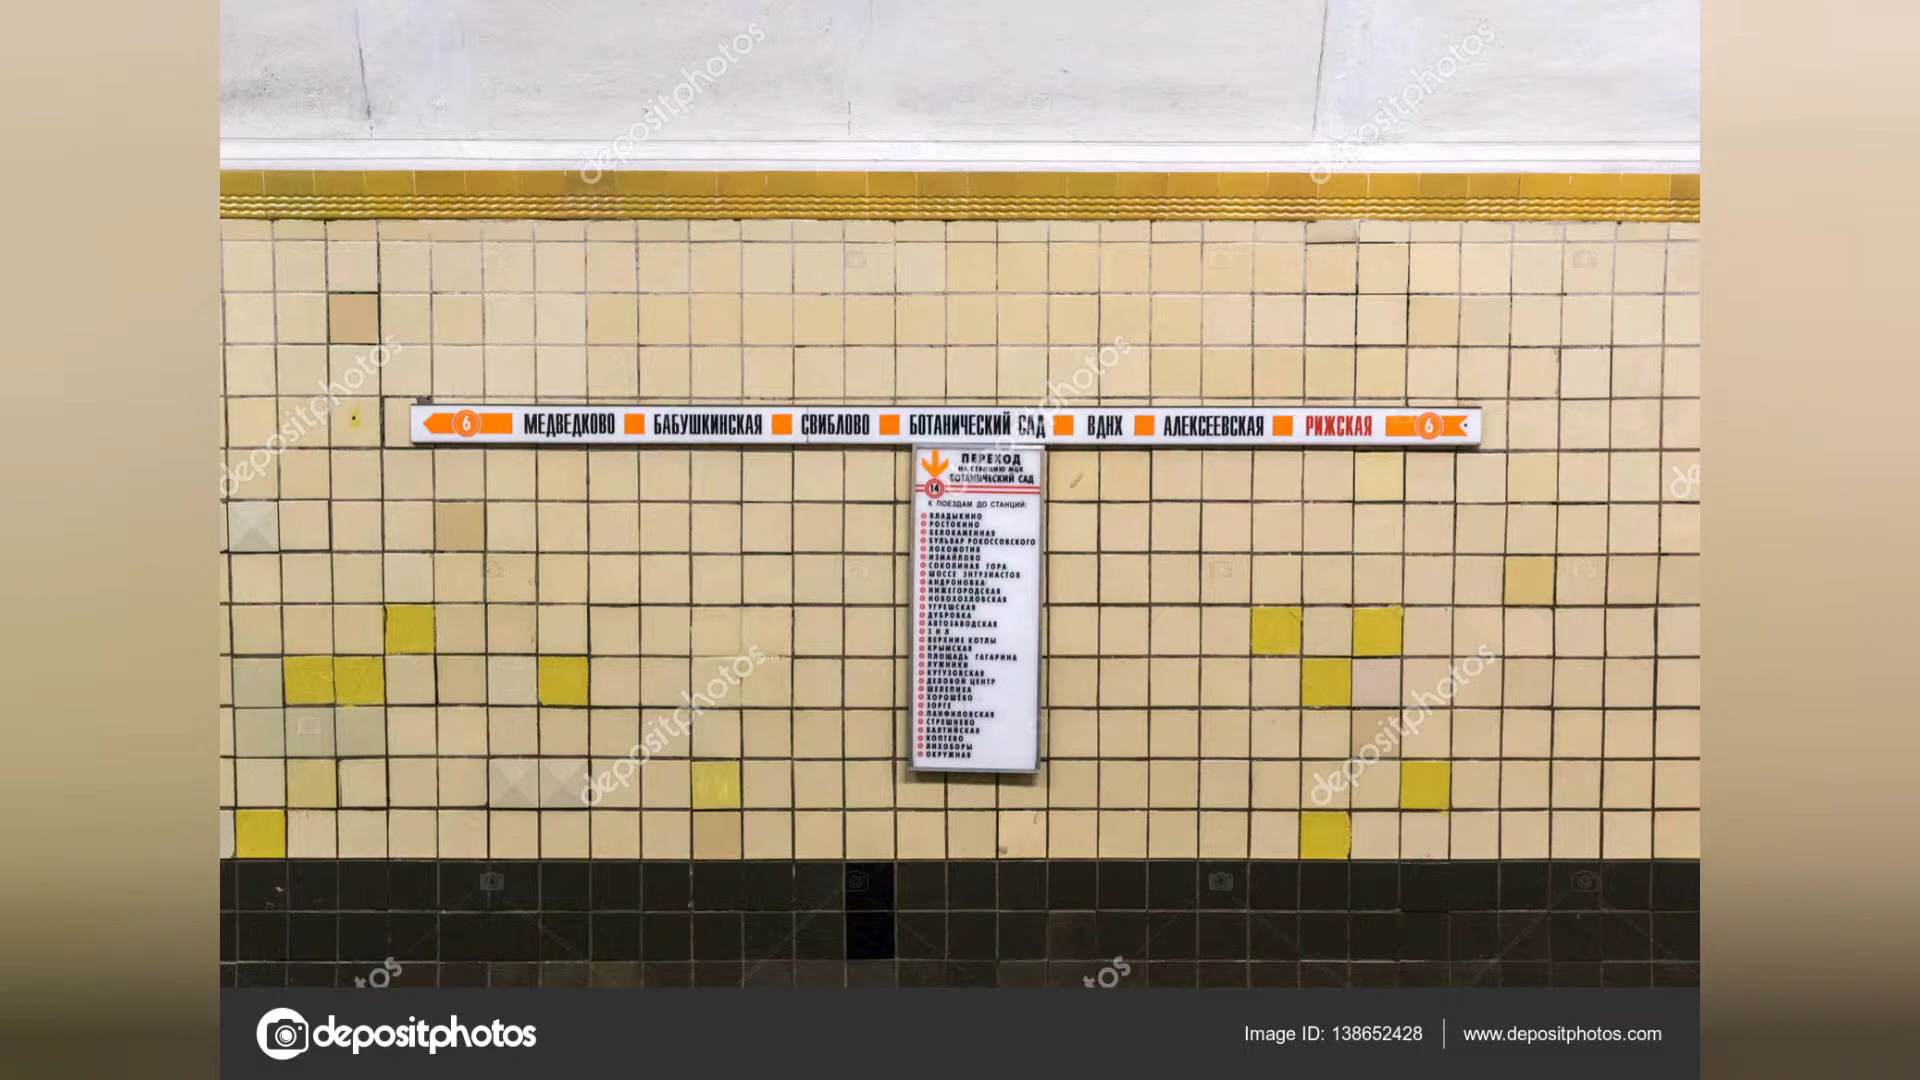 6 МЕДВЕДКОВО БАБУШКИНСКАЯ СВИБЛОВО БОТАНИЧЕСКИЙ САД ВДНХ АЛЕКСЕЕВСКАЯ РИЖСКАЯ 6
ПЕРЕХОД
НА СТАНЦИЮ МЦК
БОТАНИЧЕСКИЙ САД
14
К ПОЕЗДАМ ДО СТАНЦИЙ:
ВЛАДЫКИНО
РОСТОКИНО
БЕЛОКАМЕННАЯ
БУЛЬВАР РОКОССОВСКОГО
ЛОКОМОТИВ
ИЗМАЙЛОВО
СОКОЛИНАЯ ГОРА
ШОССЕ ЭНТУЗИАСТОВ
АНДРОНОВКА
НИЖЕГОРОДСКАЯ
НОВОХОХЛОВСКАЯ
УГРЕШСКАЯ
ДУБРОВКА
АВТОЗАВОДСКАЯ
ЗИЛ
ВЕРХНИЕ КОТЛЫ
КРЫМСКАЯ
ПЛОЩАДЬ ГАГАРИНА
ЛУЖНИКИ
КУТУЗОВСКАЯ
ДЕЛОВОЙ ЦЕНТР
ШЕЛЕПИХА
ХОРОШЁВО
ЗОРГЕ
ПАНФИЛОВСКАЯ
СТРЕШНЕВО
БАЛТИЙСКАЯ
КОПТЕВО
ЛИХОБОРЫ
ОКРУЖНАЯ
depositphotos
Image ID: 138652428 www.depositphotos.com